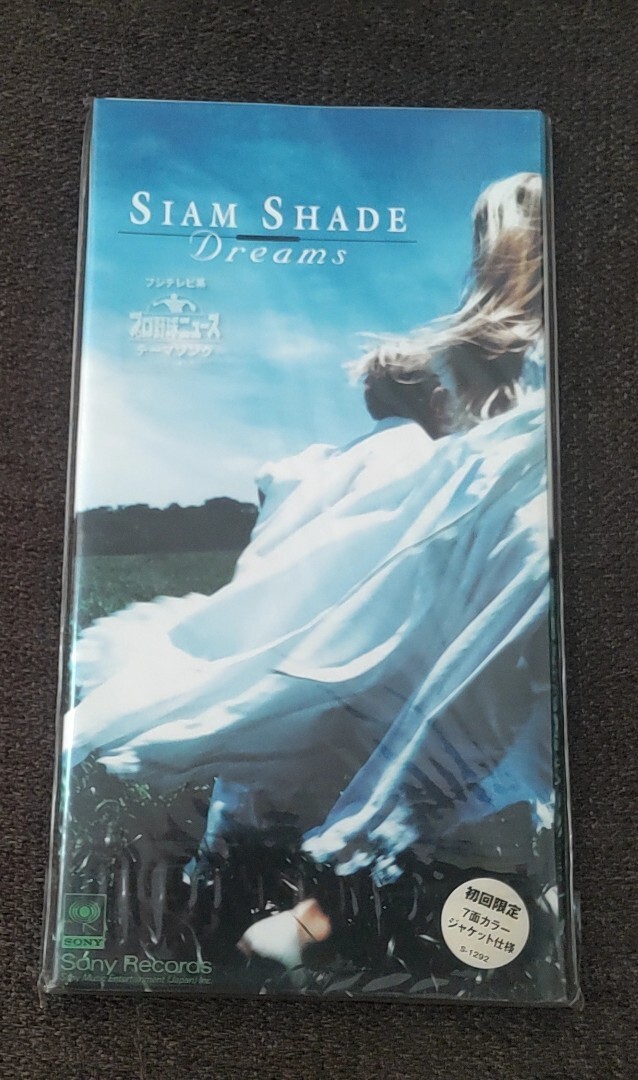 SIAM SHADE
Dreams
フジテレビ系
プロ野球ニュース
テーマソング
初回限定
7面カラー
ジャケット仕様
S-1292
SONY
Sony Records
Sony Music Entertainment (Japan) Inc.